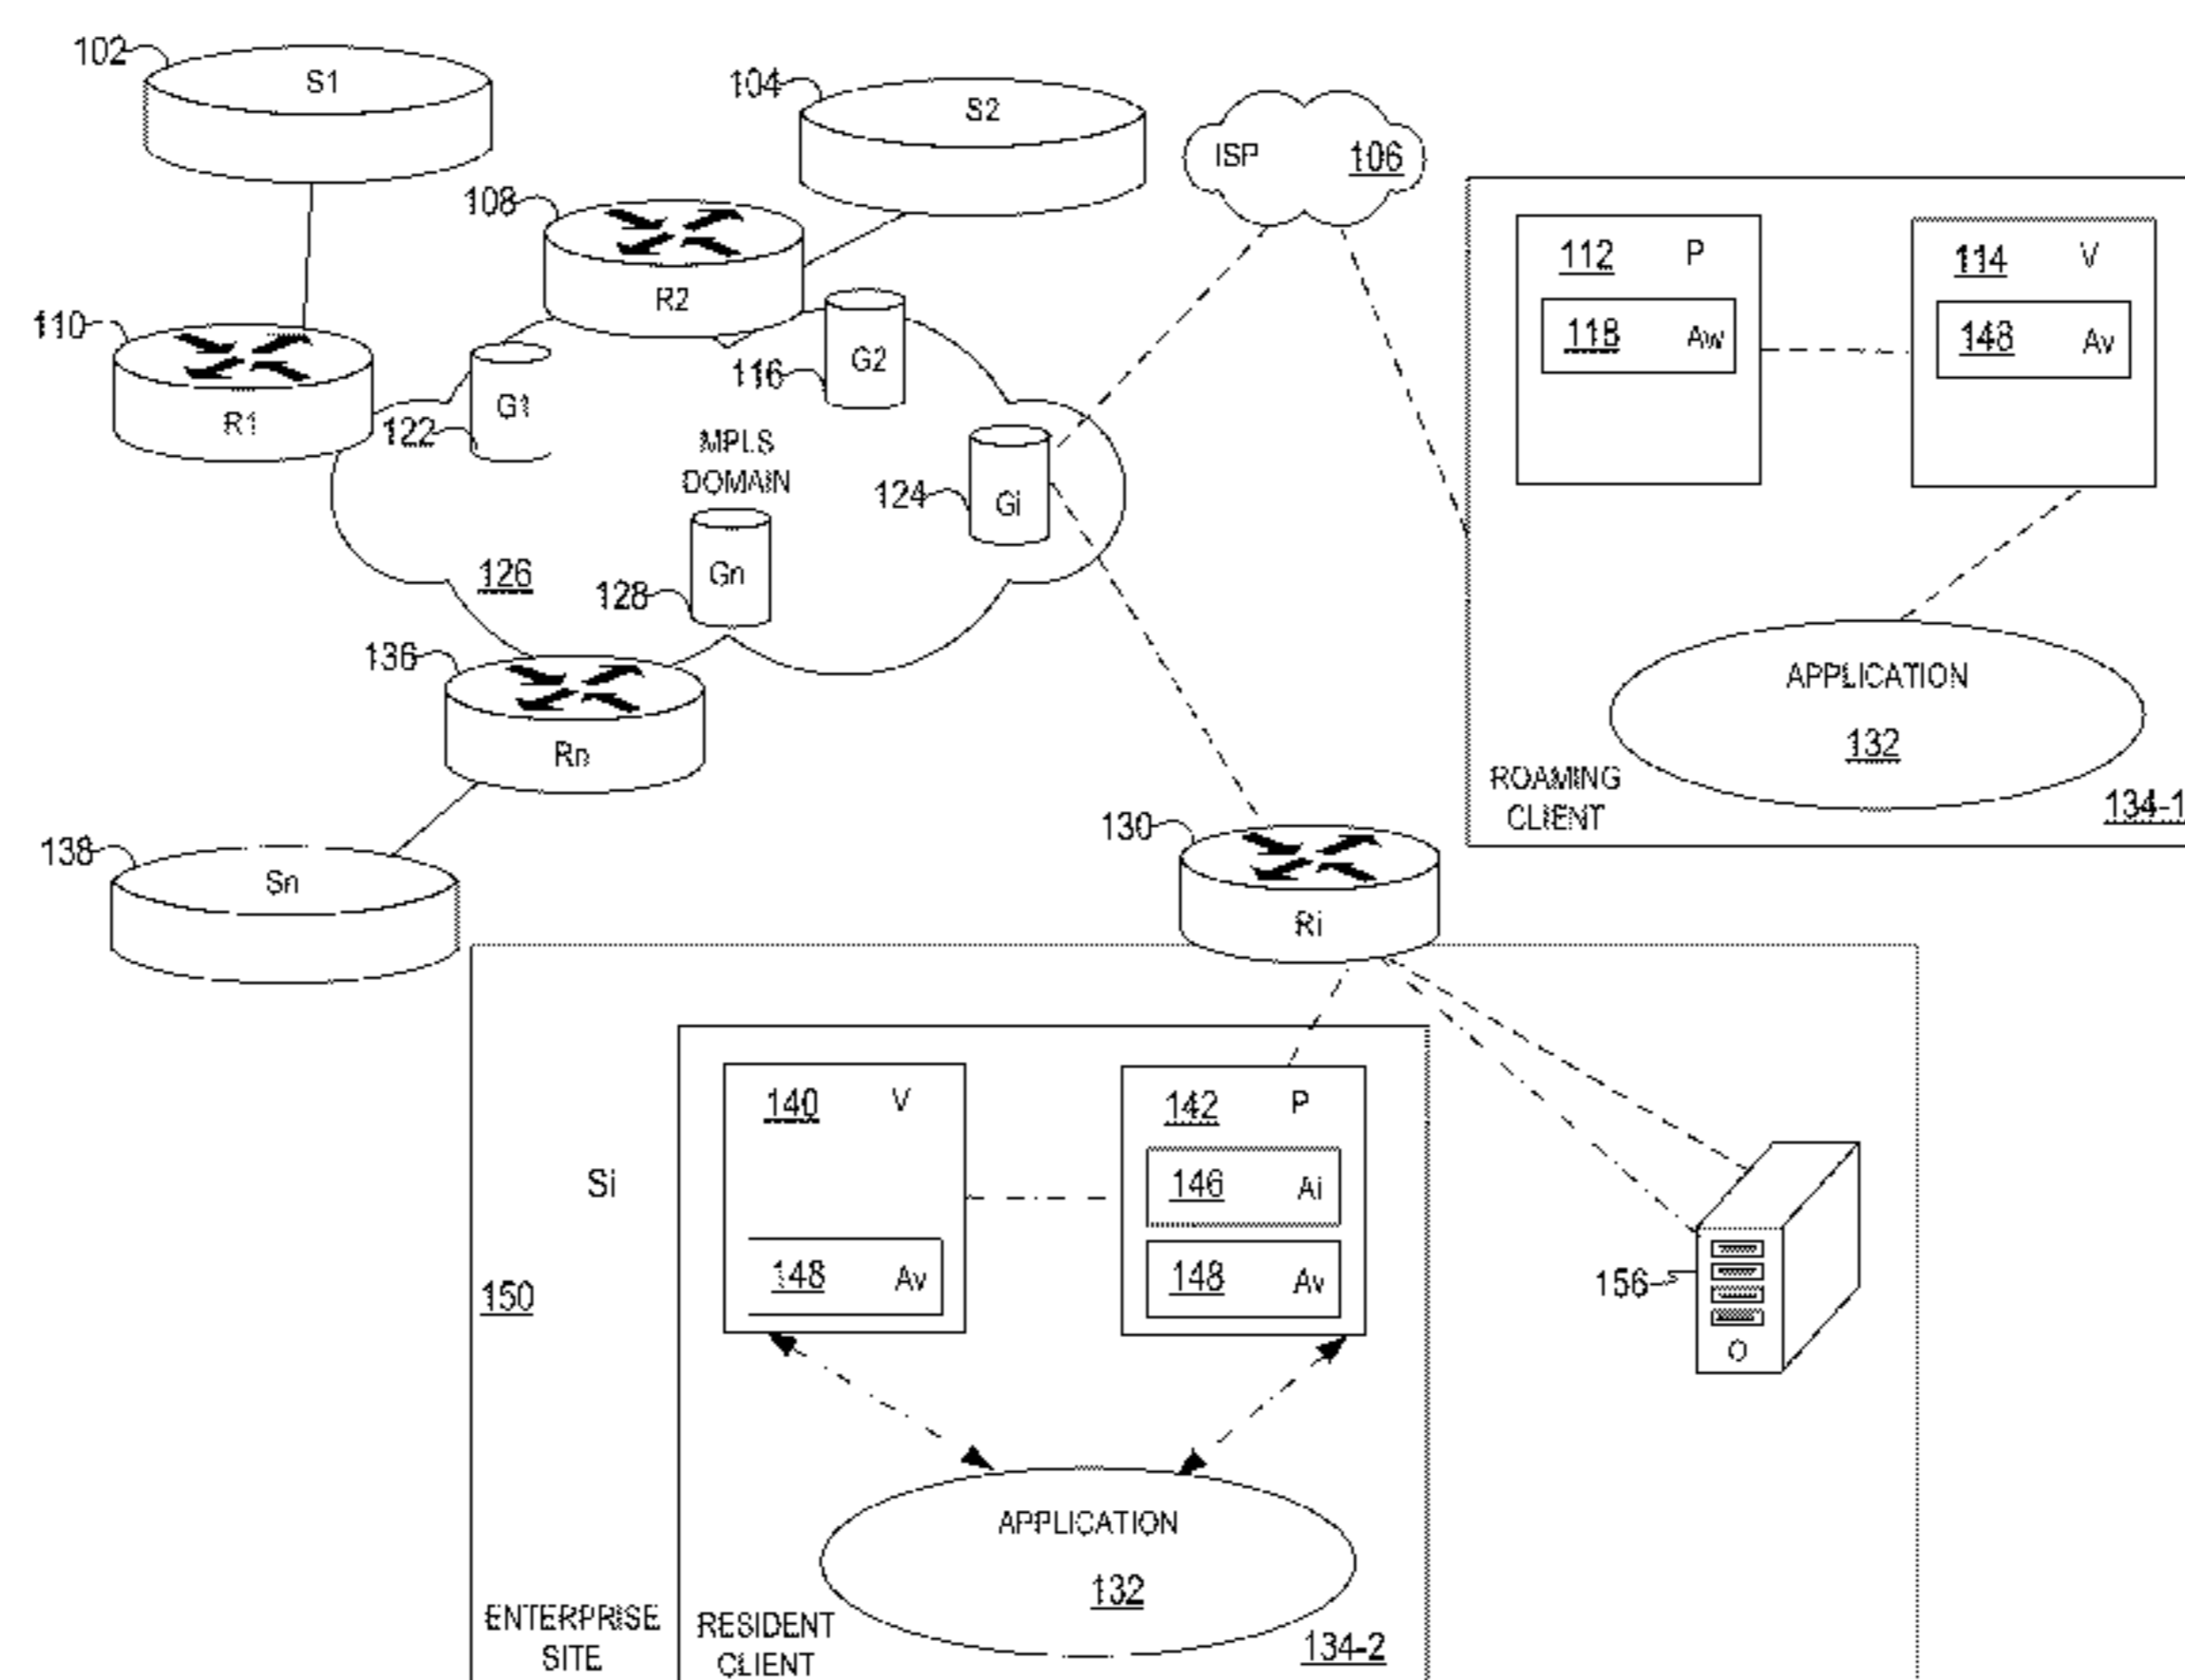 102
S1
104
S2
ISP
106
108
R2
110
R1
G1
122
116
G2
MPLS
DOMAIN
124
Gi
126
128
Gn
136
Rn
138
Sn
130
Ri
112 P
118 Aw
114 V
148 Av
APPLICATION
132
ROAMING
CLIENT
134-1
Si
150
140 V
148 Av
142 P
146 Ai
148 Av
156
APPLICATION
132
ENTERPRISE
SITE
RESIDENT
CLIENT
134-2